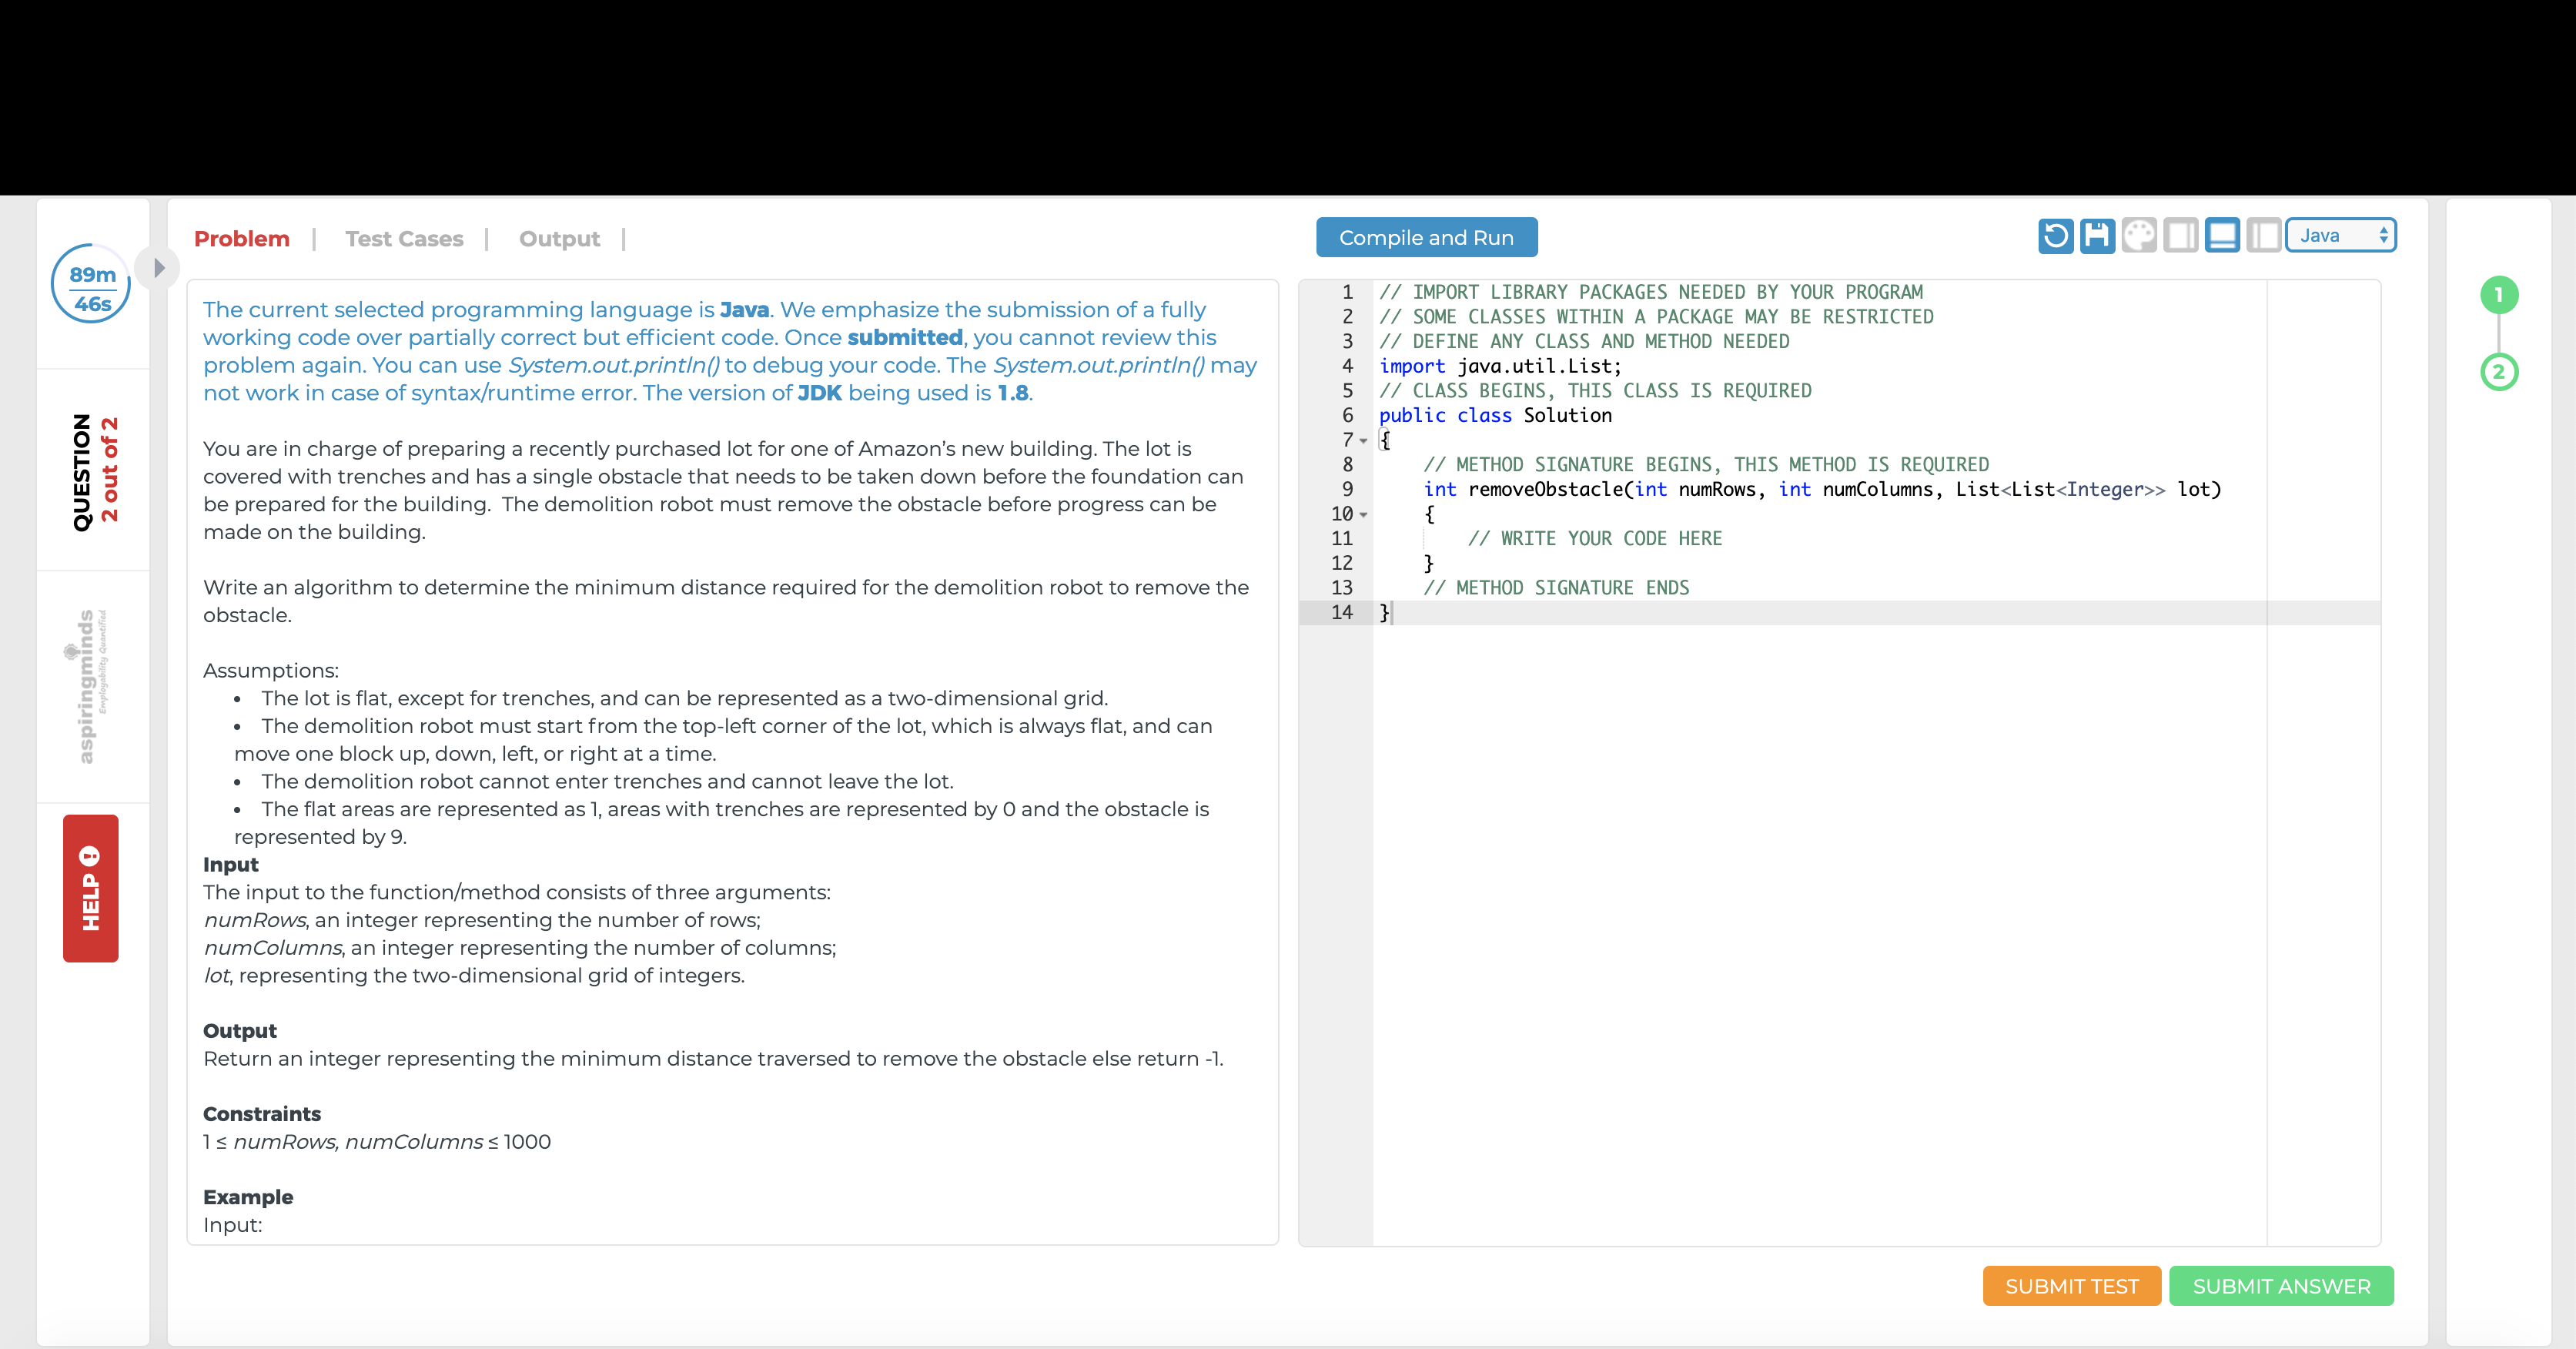 89m
46s
QUESTION
2 out of 2
aspiringminds
Employability Quantified
HELP
Problem | Test Cases | Output |
The current selected programming language is Java. We emphasize the submission of a fully
working code over partially correct but efficient code. Once submitted, you cannot review this
problem again. You can use System.out.println() to debug your code. The System.out.println() may
not work in case of syntax/runtime error. The version of JDK being used is 1.8.
You are in charge of preparing a recently purchased lot for one of Amazon’s new building. The lot is
covered with trenches and has a single obstacle that needs to be taken down before the foundation can
be prepared for the building.  The demolition robot must remove the obstacle before progress can be
made on the building.
Write an algorithm to determine the minimum distance required for the demolition robot to remove the
obstacle.
Assumptions:
• The lot is flat, except for trenches, and can be represented as a two-dimensional grid.
• The demolition robot must start from the top-left corner of the lot, which is always flat, and can
move one block up, down, left, or right at a time.
• The demolition robot cannot enter trenches and cannot leave the lot.
• The flat areas are represented as 1, areas with trenches are represented by 0 and the obstacle is
represented by 9.
Input
The input to the function/method consists of three arguments:
numRows, an integer representing the number of rows;
numColumns, an integer representing the number of columns;
lot, representing the two-dimensional grid of integers.
Output
Return an integer representing the minimum distance traversed to remove the obstacle else return -1.
Constraints
1 ≤ numRows, numColumns ≤ 1000
Example
Input:
Compile and Run
Java
1 // IMPORT LIBRARY PACKAGES NEEDED BY YOUR PROGRAM
2 // SOME CLASSES WITHIN A PACKAGE MAY BE RESTRICTED
3 // DEFINE ANY CLASS AND METHOD NEEDED
4 import java.util.List;
5 // CLASS BEGINS, THIS CLASS IS REQUIRED
6 public class Solution
7 {
8 // METHOD SIGNATURE BEGINS, THIS METHOD IS REQUIRED
9 int removeObstacle(int numRows, int numColumns, List<List<Integer>> lot)
10 {
11 // WRITE YOUR CODE HERE
12 }
13 // METHOD SIGNATURE ENDS
14 }
SUBMIT TEST
SUBMIT ANSWER
1
2